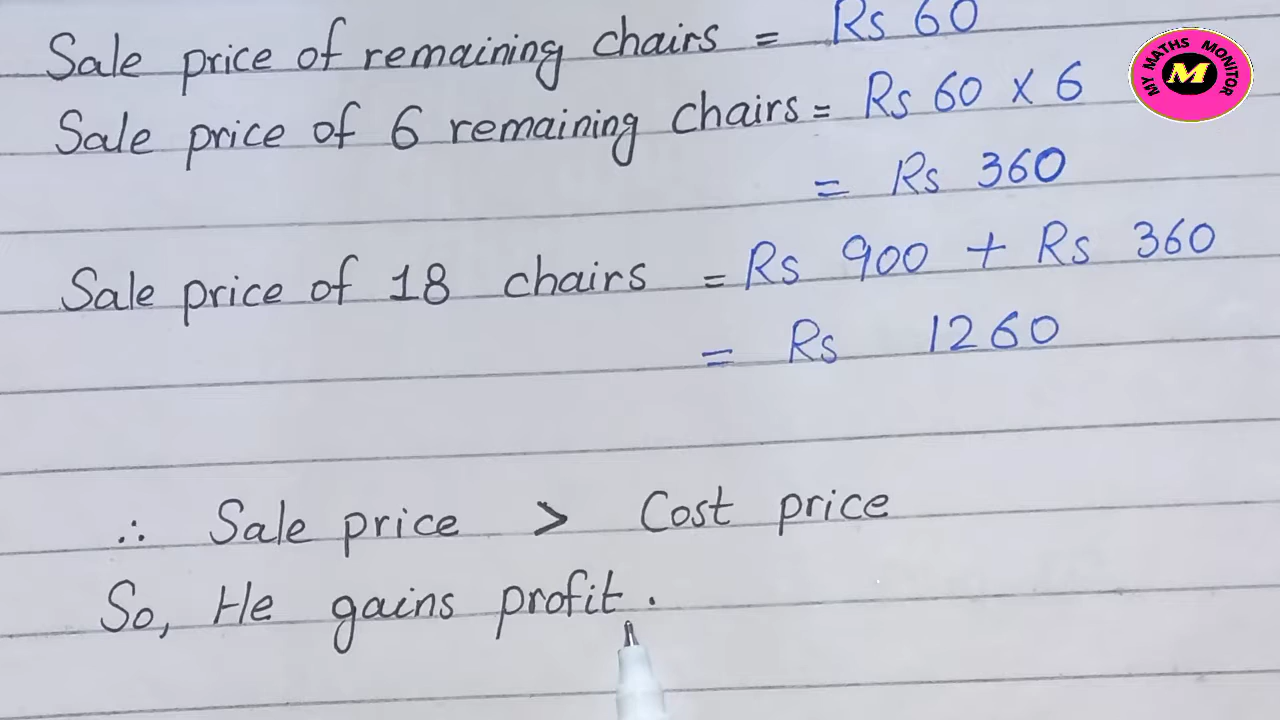 Sale price of remaining chairs = Rs 60
Sale price of 6 remaining chairs = Rs 60 x 6
= Rs 360
Sale price of 18 chairs = Rs 900 + Rs 360
= Rs 1260
∴ Sale price > Cost price
So, He gains profit.
MY MATHS MONITOR
M